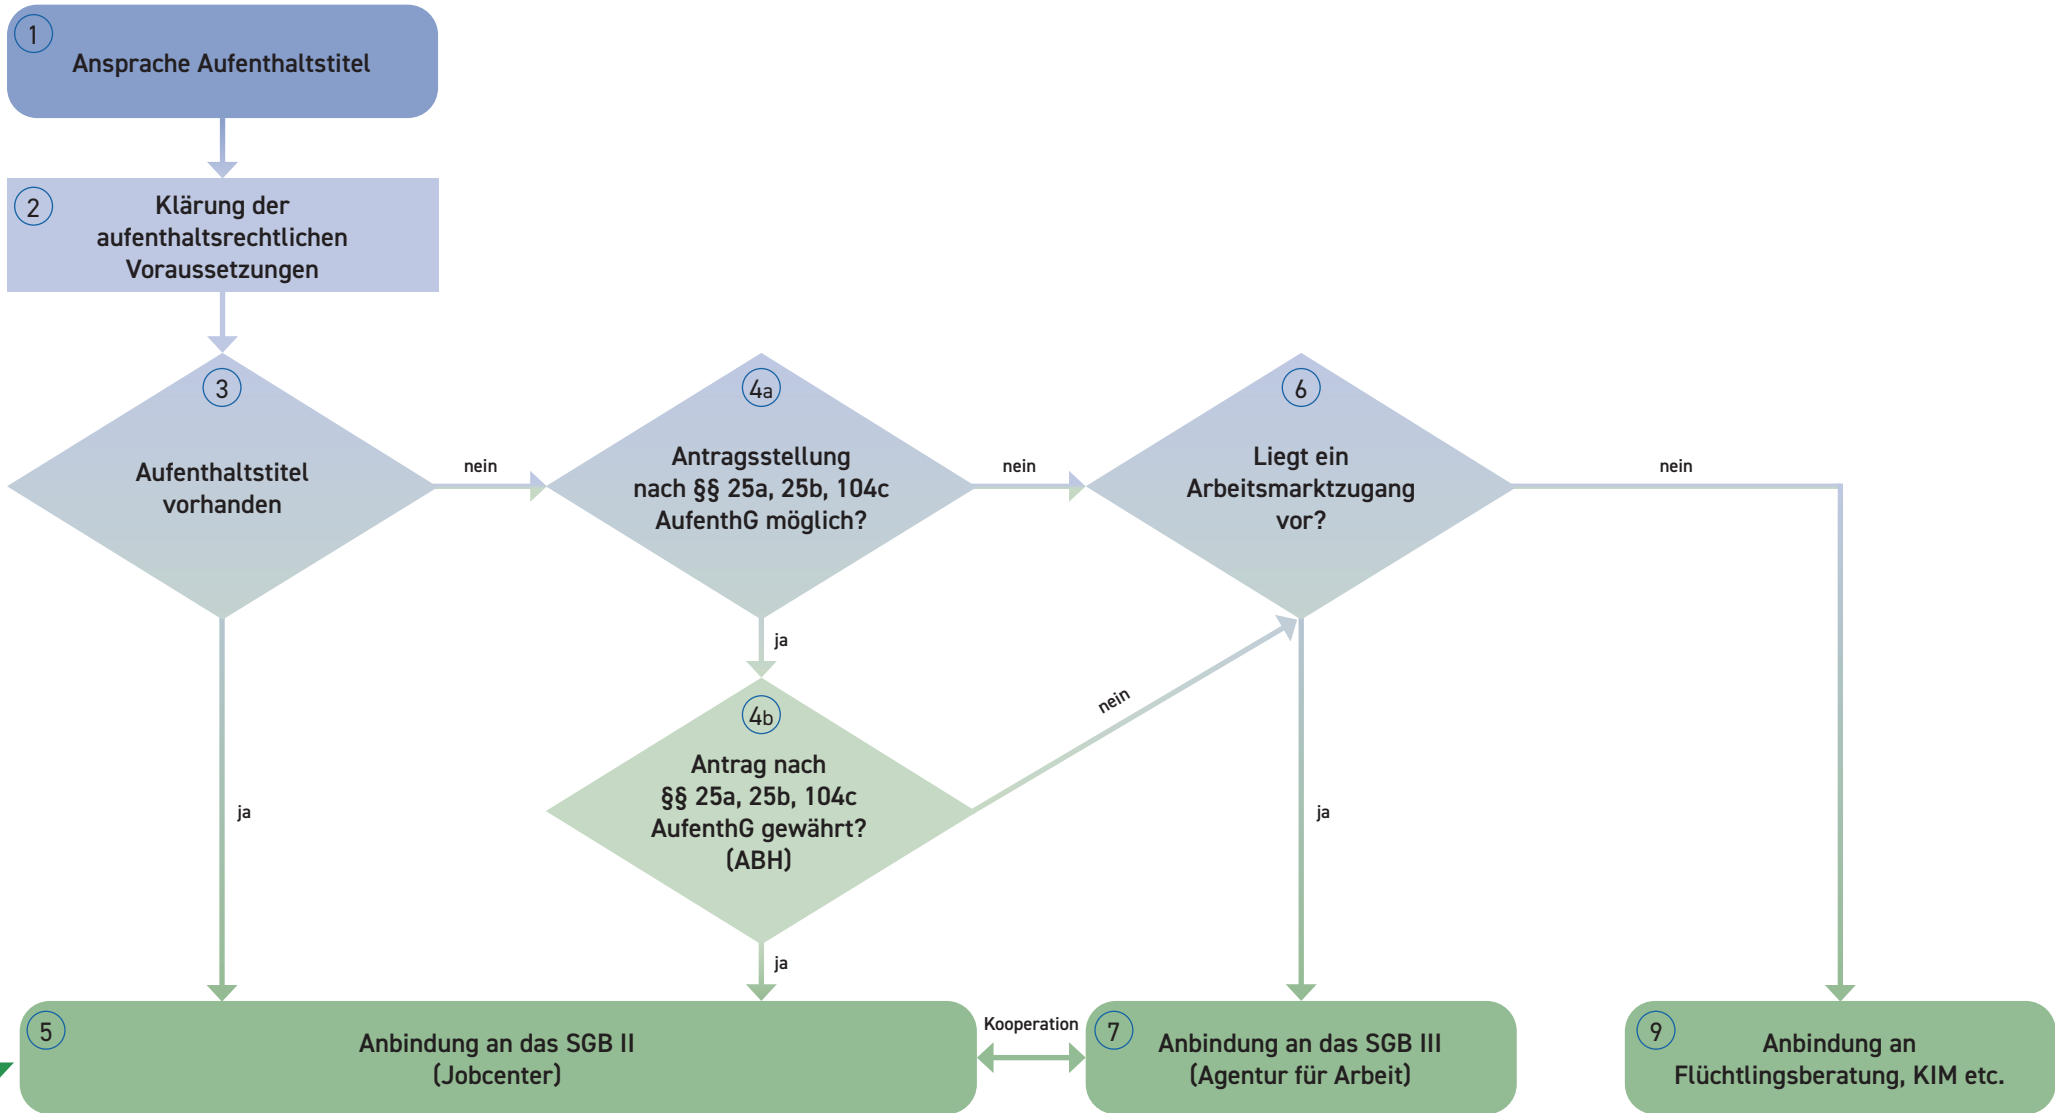 1
Ansprache Aufenthaltstitel
2
Klärung der
aufenthaltsrechtlichen
Voraussetzungen
3
Aufenthaltstitel
vorhanden
nein
4a
Antragsstellung
nach §§ 25a, 25b, 104c
AufenthG möglich?
nein
6
Liegt ein
Arbeitsmarktzugang
vor?
nein
ja
4b
Antrag nach
§§ 25a, 25b, 104c
AufenthG gewährt?
(ABH)
nein
ja
ja
ja
5
Anbindung an das SGB II
(Jobcenter)
Kooperation
7
Anbindung an das SGB III
(Agentur für Arbeit)
9
Anbindung an
Flüchtlingsberatung, KIM etc.